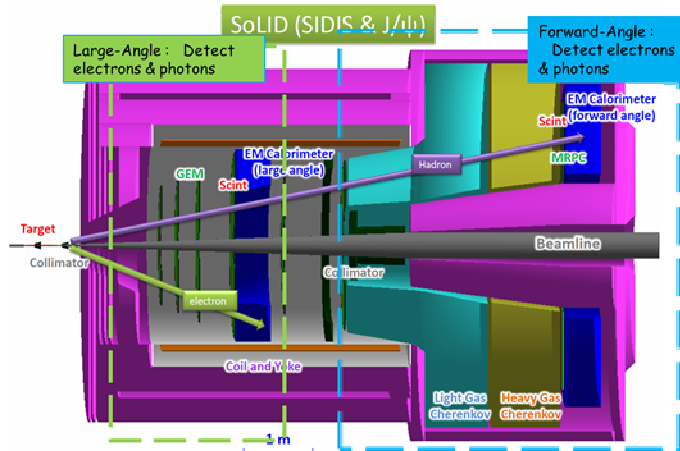 SoLID (SIDIS & J/ψ)
Large-Angle : Detect
electrons & photons
Forward-Angle :
Detect electrons
& photons
EM Calorimeter
(forward angle)
Scint
EM Calorimeter
(large angle)
Hadron
MRPC
GEM
Scint
Target
Beamline
Collimator
Collimator
electron
Coil and Yoke
Light Gas
Cherenkov
Heavy Gas
Cherenkov
1 m